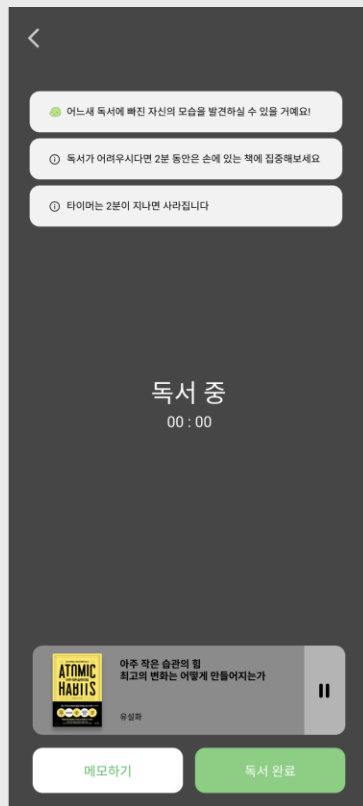 어느새 독서에 빠진 자신의 모습을 발견하실 수 있을 거예요!
독서가 어려우시다면 2분 동안은 손에 있는 책에 집중해보세요
타이머는 2분이 지나면 사라집니다
독서 중
00 : 00
ATOMIC
HABITS
아주 작은 습관의 힘
최고의 변화는 어떻게 만들어지는가
유설화
메모하기
독서 완료